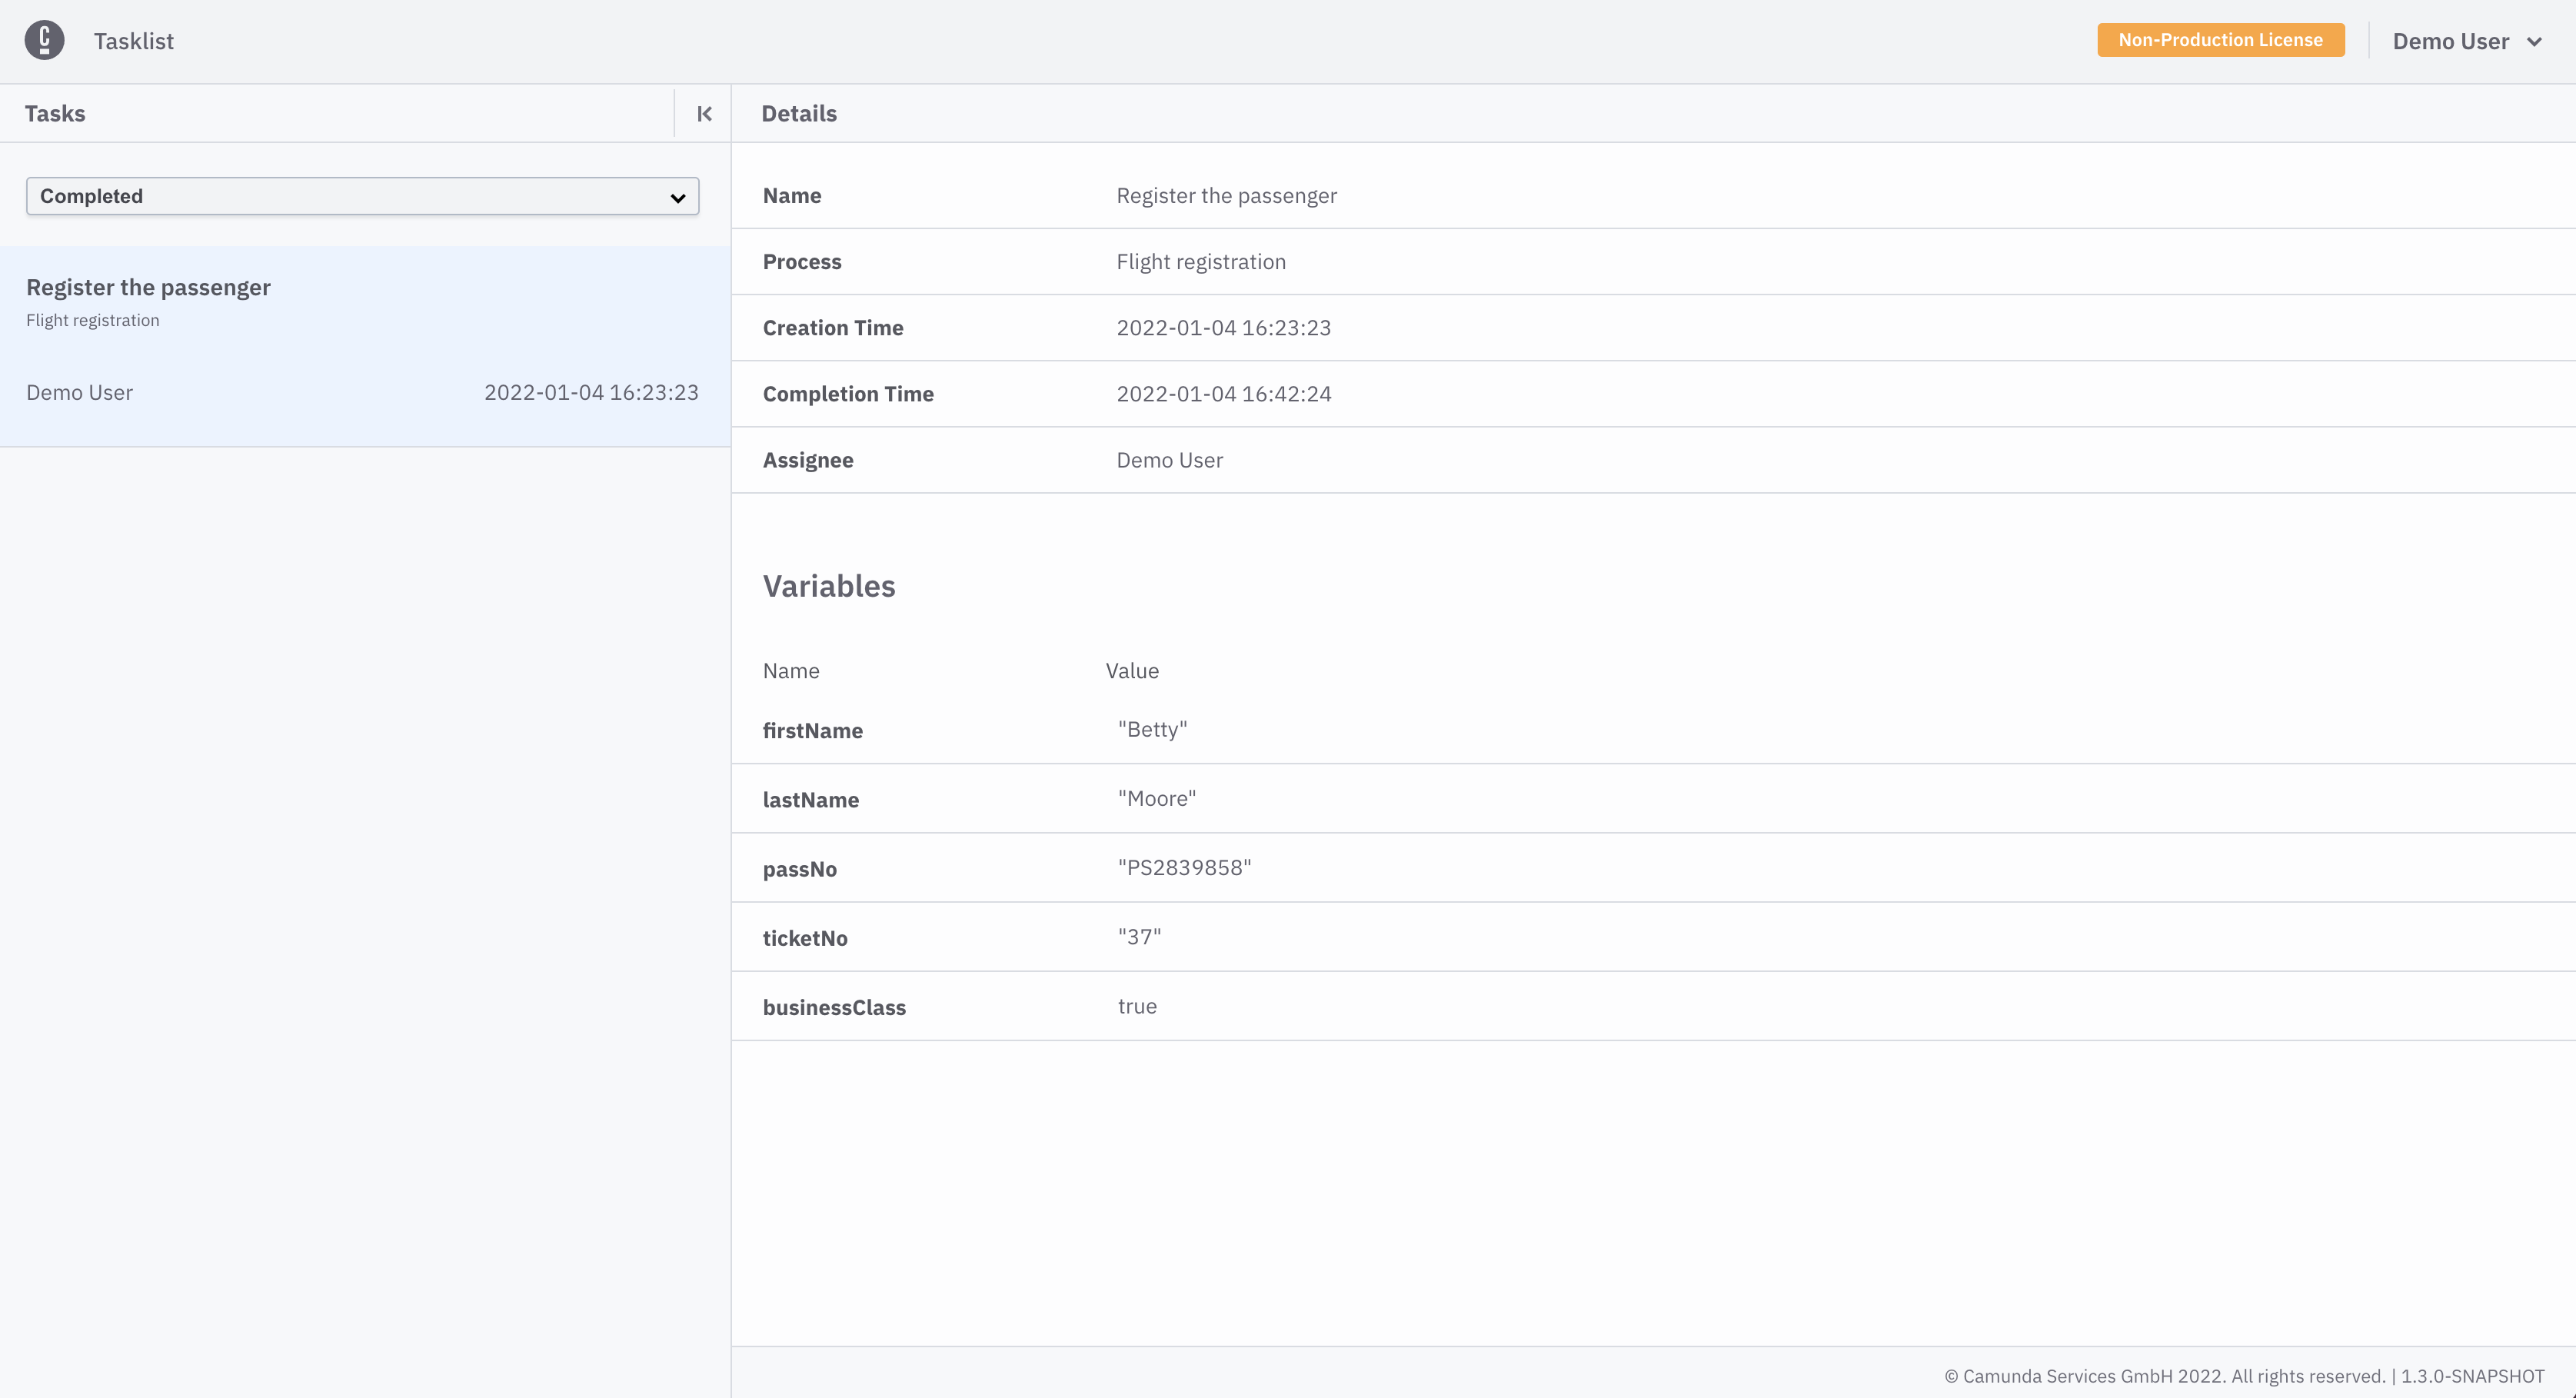 Tasklist
Non-Production License
Demo User
Tasks
Completed
Register the passenger
Flight registration
Demo User 2022-01-04 16:23:23
Details
Name Register the passenger
Process Flight registration
Creation Time 2022-01-04 16:23:23
Completion Time 2022-01-04 16:42:24
Assignee Demo User
Variables
Name Value
firstName "Betty"
lastName "Moore"
passNo "PS2839858"
ticketNo "37"
businessClass true
© Camunda Services GmbH 2022. All rights reserved. | 1.3.0-SNAPSHOT